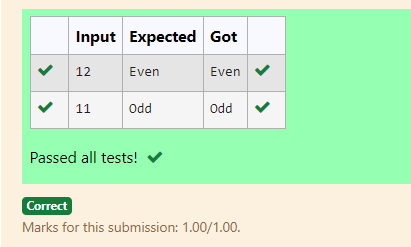 Input Expected Got
12 Even Even
11 Odd Odd
Passed all tests!
Correct
Marks for this submission: 1.00/1.00.